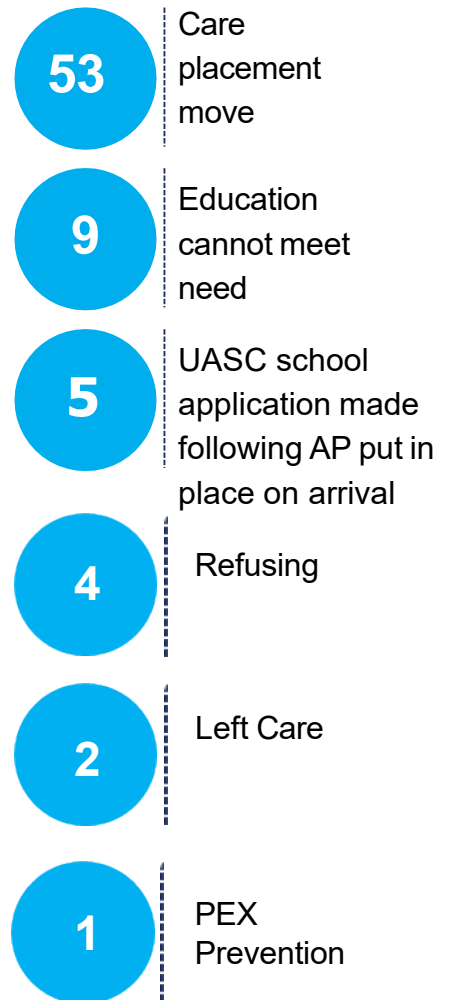 53
Care
placement
move
9
Education
cannot meet
need
5
UASC school
application made
following AP put in
place on arrival
4
Refusing
2
Left Care
1
PEX
Prevention